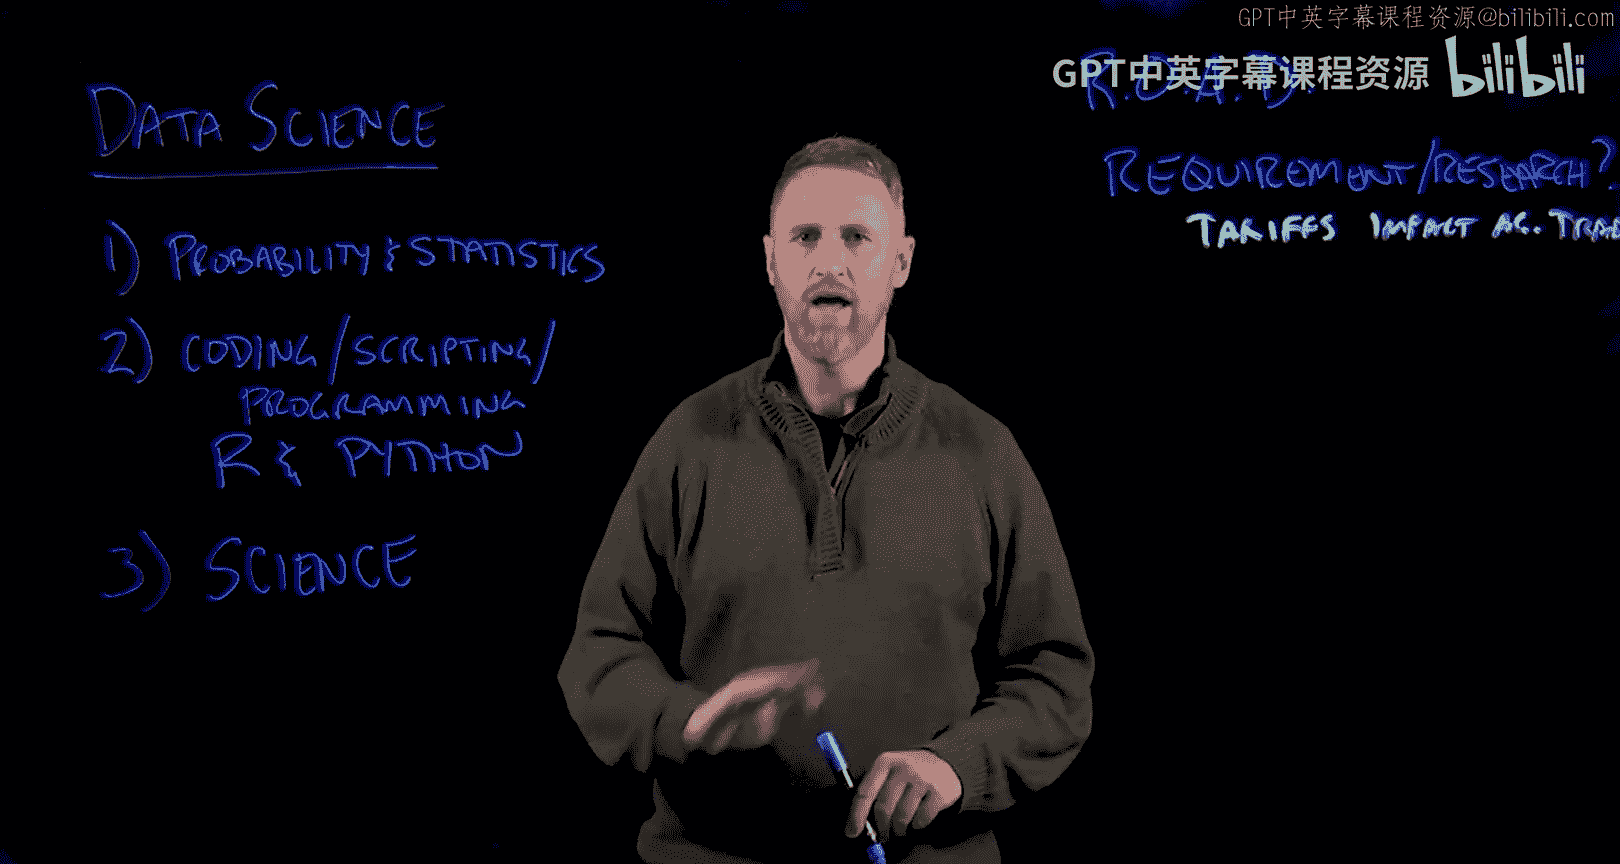 GPT中英字幕课程资源@bilibili.com
GPT中英字幕课程资源 bilibili
R.O.A.D.
DATA SCIENCE
REQUIREMENT/RESEARCH?
TARIFFS IMPACT AG.
1) PROBABILITY & STATISTICS
2) CODING/SCRIPTING/
PROGRAMMING
R & PYTHON
3) SCIENCE